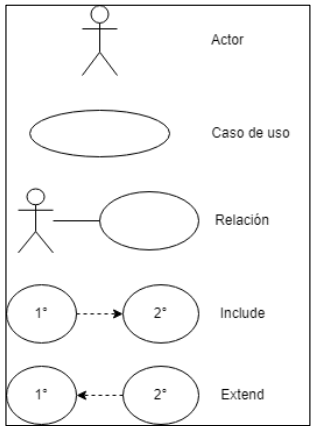 Actor
Caso de uso
Relación
1° 2° Include
1° 2° Extend